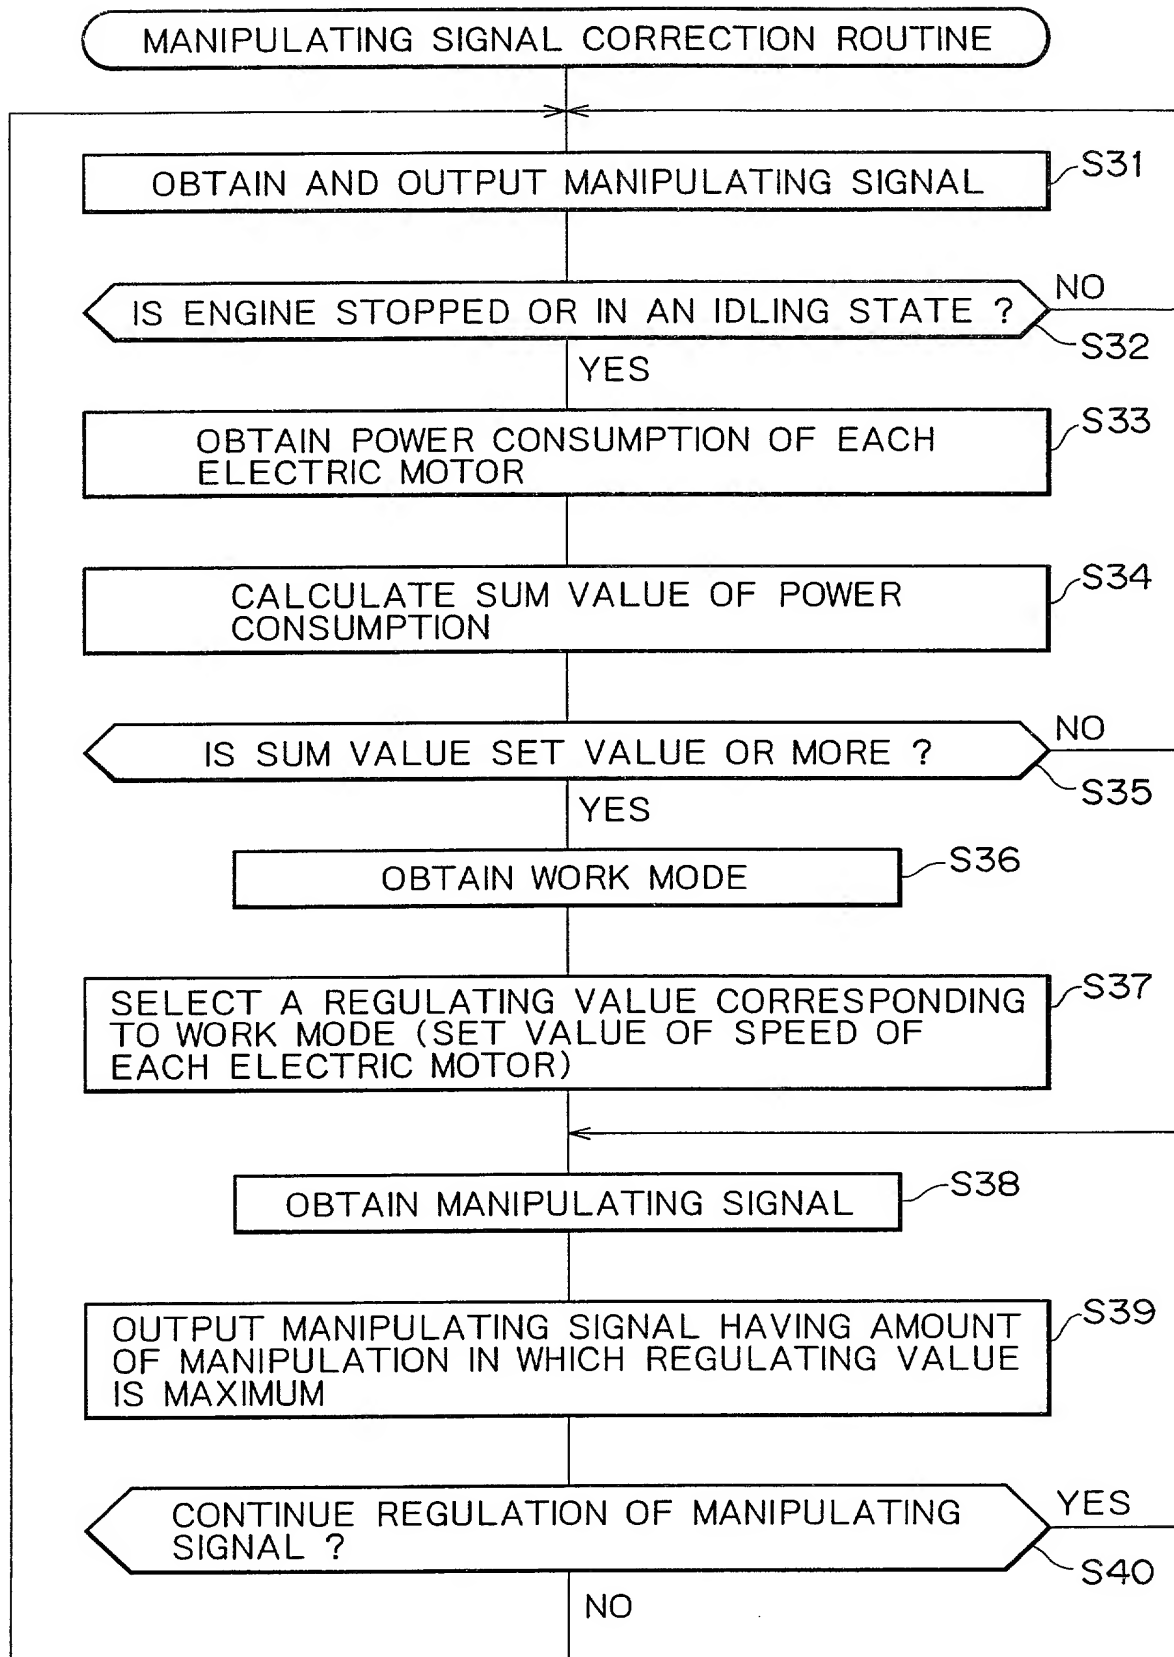 MANIPULATING SIGNAL CORRECTION ROUTINE
OBTAIN AND OUTPUT MANIPULATING SIGNAL
S31
IS ENGINE STOPPED OR IN AN IDLING STATE ?
NO
S32
YES
OBTAIN POWER CONSUMPTION OF EACH
ELECTRIC MOTOR
S33
CALCULATE SUM VALUE OF POWER
CONSUMPTION
S34
IS SUM VALUE SET VALUE OR MORE ?
NO
S35
YES
OBTAIN WORK MODE
S36
SELECT A REGULATING VALUE CORRESPONDING
TO WORK MODE (SET VALUE OF SPEED OF
EACH ELECTRIC MOTOR)
S37
OBTAIN MANIPULATING SIGNAL
S38
OUTPUT MANIPULATING SIGNAL HAVING AMOUNT
OF MANIPULATION IN WHICH REGULATING VALUE
IS MAXIMUM
S39
CONTINUE REGULATION OF MANIPULATING
SIGNAL ?
YES
S40
NO